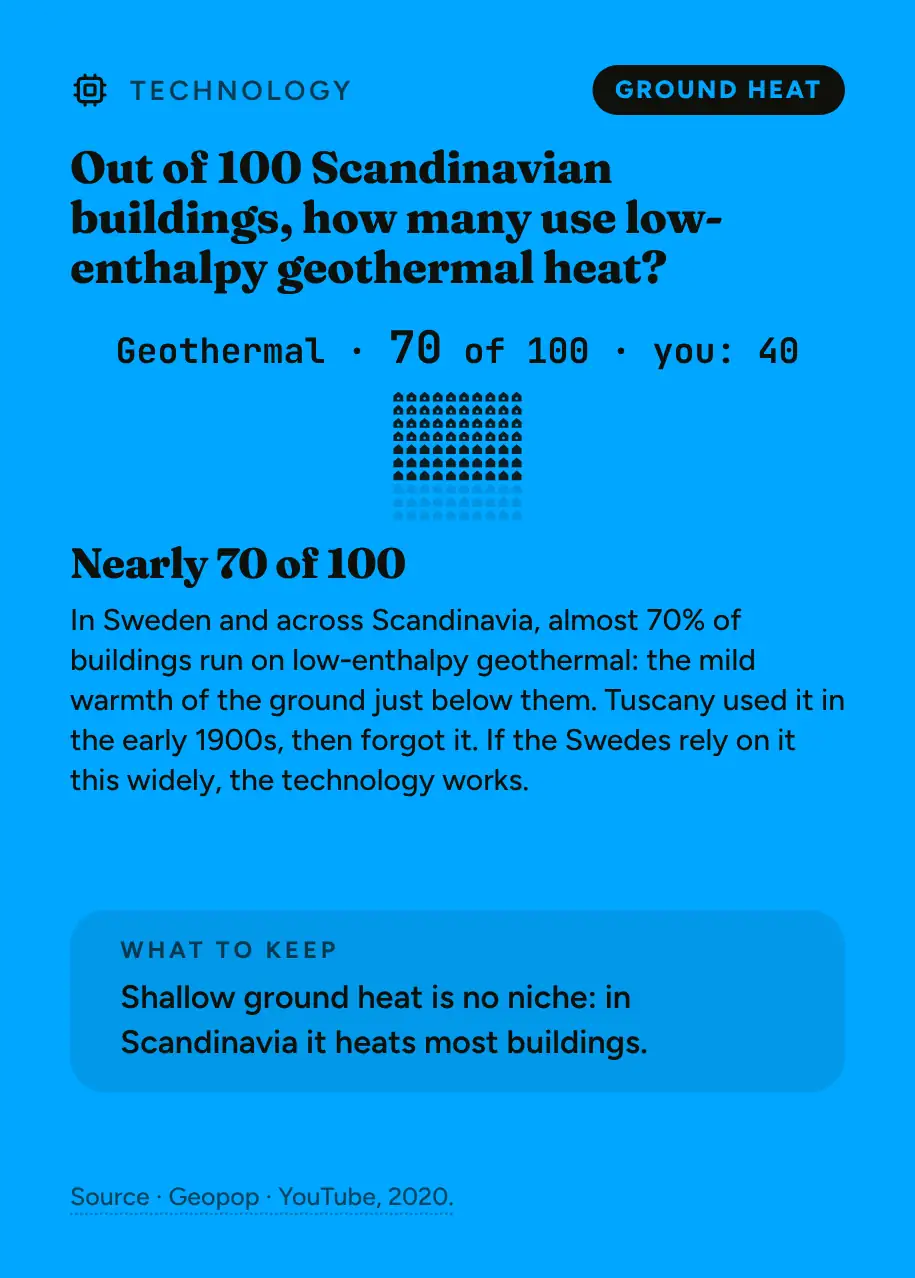 TECHNOLOGY
GROUND HEAT
Out of 100 Scandinavian
buildings, how many use low-
enthalpy geothermal heat?
Geothermal · 70 of 100 · you: 40
Nearly 70 of 100
In Sweden and across Scandinavia, almost 70% of
buildings run on low-enthalpy geothermal: the mild
warmth of the ground just below them. Tuscany used it in
the early 1900s, then forgot it. If the Swedes rely on it
this widely, the technology works.
WHAT TO KEEP
Shallow ground heat is no niche: in
Scandinavia it heats most buildings.
Source · Geopop · YouTube, 2020.